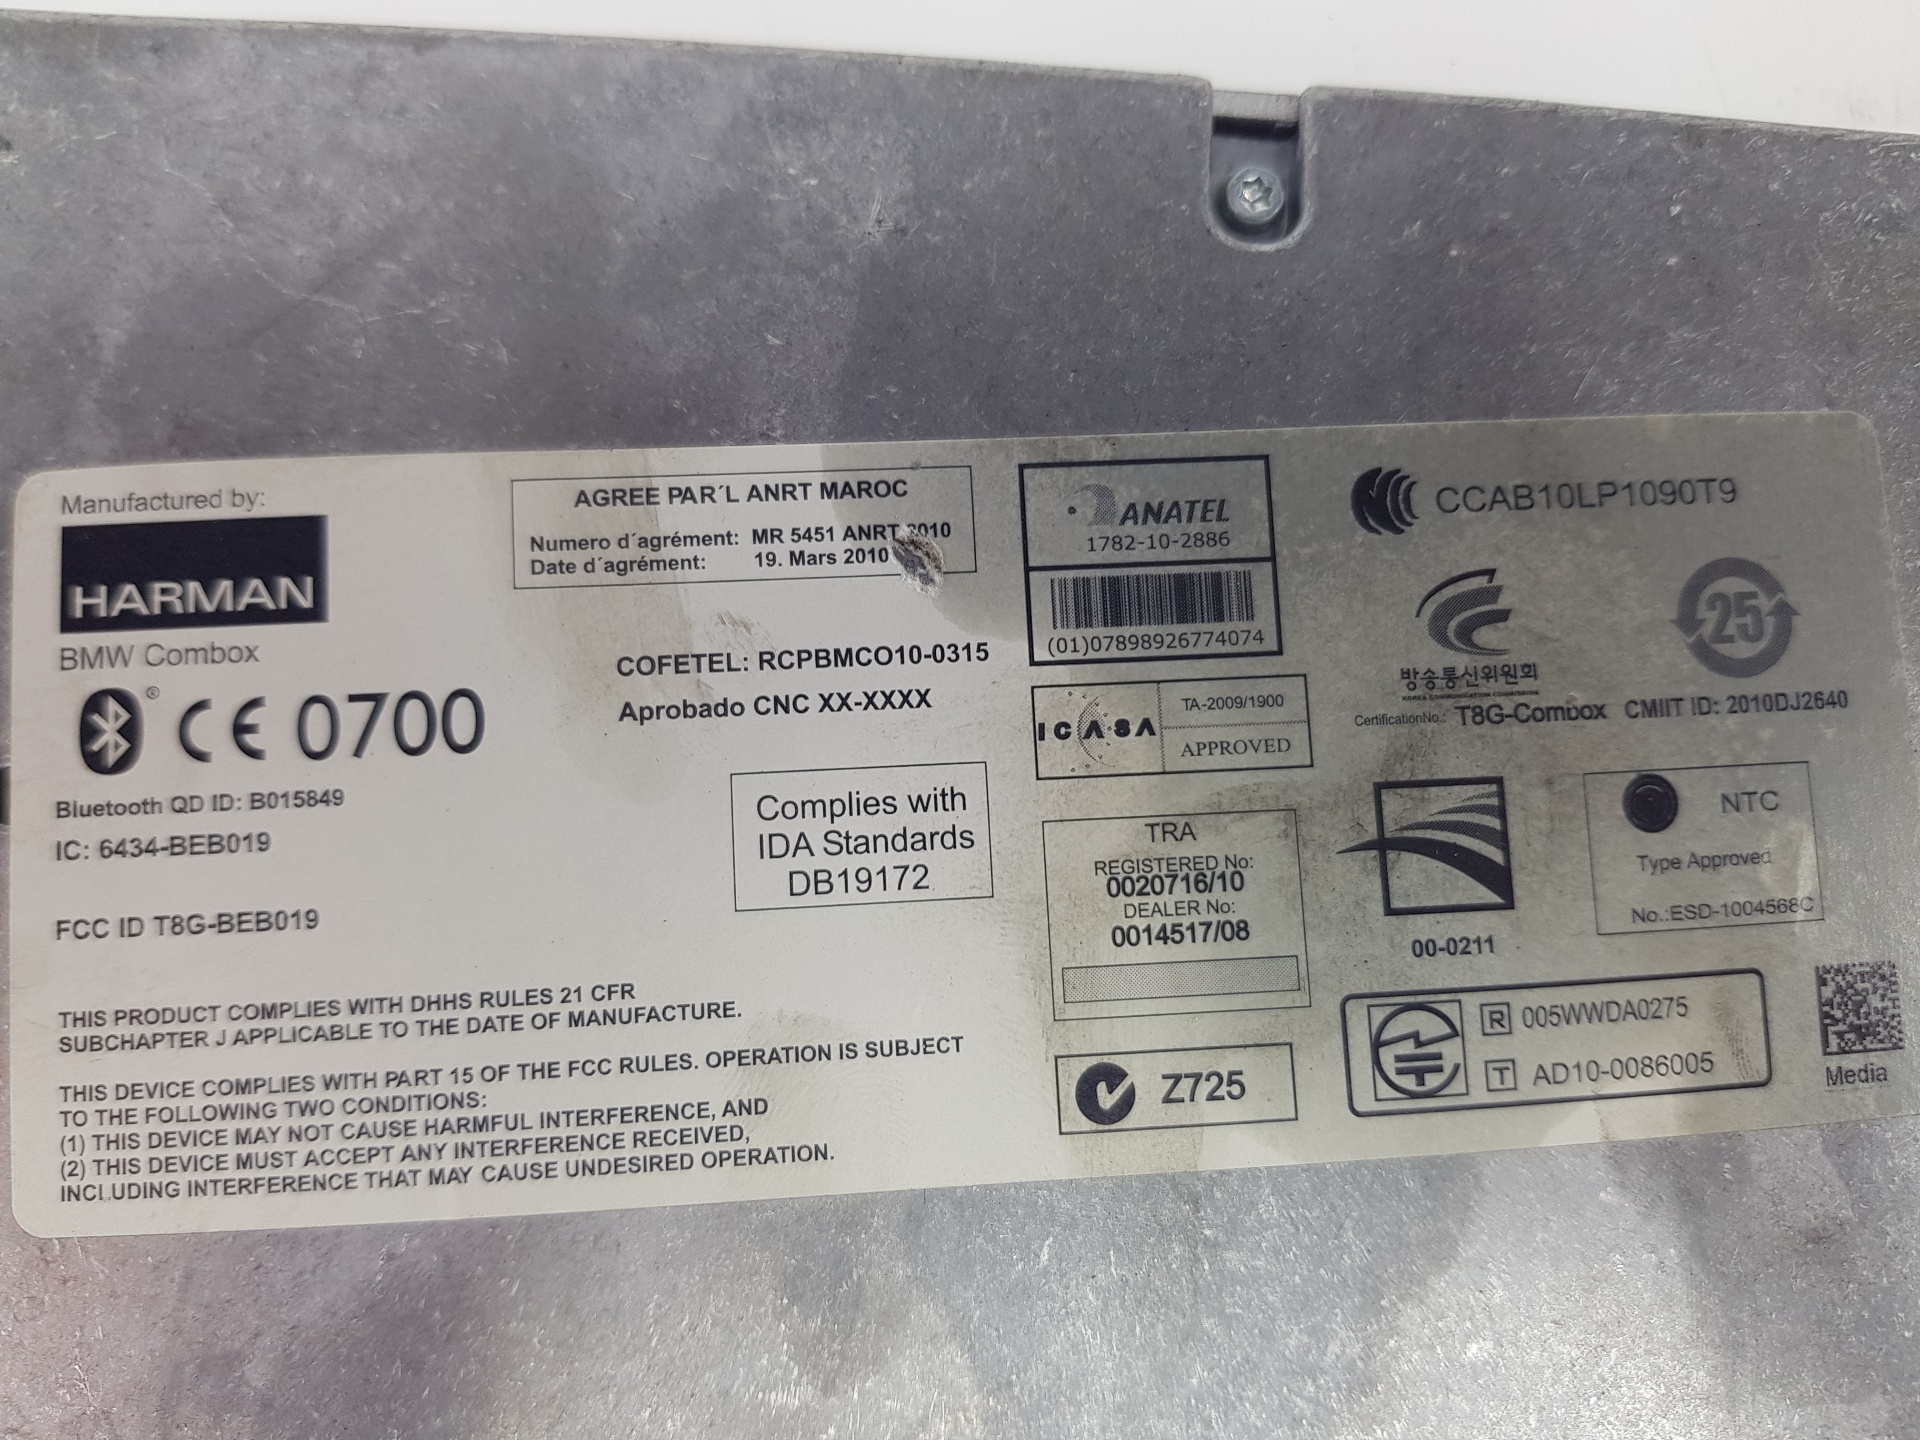 Manufactured by:
HARMAN
BMW Combox
® CE 0700
Bluetooth QD ID: B015849
IC: 6434-BEB019
FCC ID T8G-BEB019
THIS PRODUCT COMPLIES WITH DHHS RULES 21 CFR
SUBCHAPTER J APPLICABLE TO THE DATE OF MANUFACTURE.
THIS DEVICE COMPLIES WITH PART 15 OF THE FCC RULES. OPERATION IS SUBJECT
TO THE FOLLOWING TWO CONDITIONS:
(1) THIS DEVICE MAY NOT CAUSE HARMFUL INTERFERENCE, AND
(2) THIS DEVICE MUST ACCEPT ANY INTERFERENCE RECEIVED,
INCLUDING INTERFERENCE THAT MAY CAUSE UNDESIRED OPERATION.
AGREE PAR´L ANRT MAROC
Numero d´agrément: MR 5451 ANRT 2010
Date d´agrément: 19. Mars 2010
COFETEL: RCPBMCO10-0315
Aprobado CNC XX-XXXX
Complies with
IDA Standards
DB19172
ANATEL
1782-10-2886
(01)07898926774074
ICASA
TA-2009/1900
APPROVED
TRA
REGISTERED No:
0020716/10
DEALER No:
0014517/08
Z725
CCAB10LP1090T9
방송통신위원회
KOREA COMMUNICATIONS COMMISSION
CertificationNo.: T8G-Combox
25
CMIIT ID: 2010DJ2640
00-0211
NTC
Type Approved
No.:ESD-1004568C
R 005WWDA0275
T AD10-0086005
Media